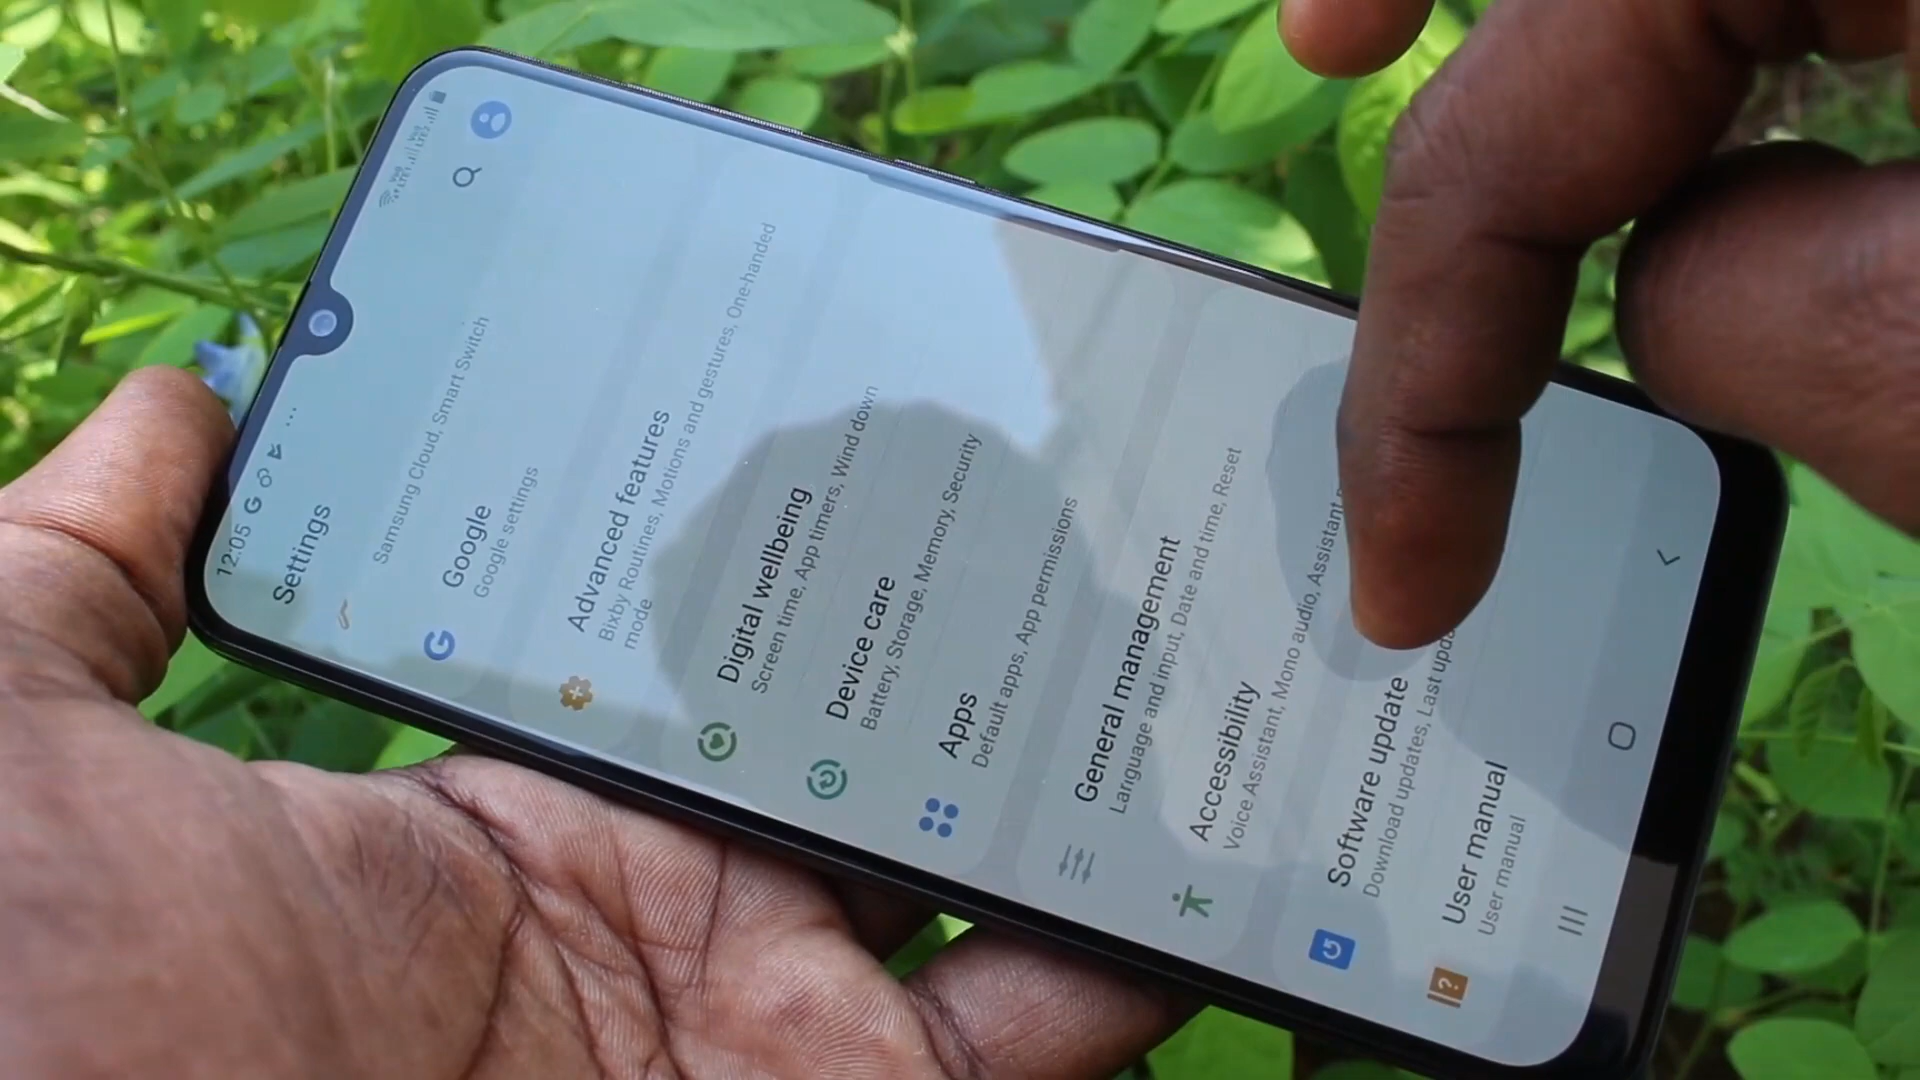 12:05 G
Settings
Samsung Cloud, Smart Switch
Google
Google settings
Advanced features
Bixby Routines, Motions and gestures, One-handed
mode
Digital wellbeing
Screen time, App timers, Wind down
Device care
Battery, Storage, Memory, Security
Apps
Default apps, App permissions
General management
Language and input, Date and time, Reset
Accessibility
Voice Assistant, Mono audio, Assistant
Software update
Download updates, Last upda
User manual
User manual